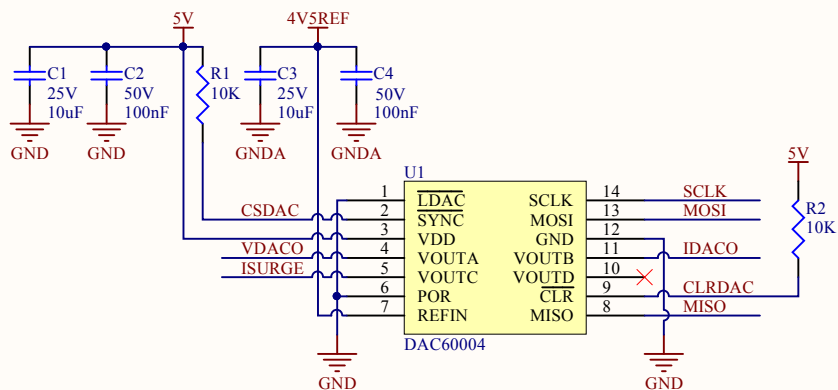 5V
4V5REF
C1
25V
10uF
C2
50V
100nF
R1
10K
C3
25V
10uF
C4
50V
100nF
GND
GND
GNDA
GNDA
U1
5V
1
LDAC
SCLK
14
SCLK
CSDAC
2
SYNC
MOSI
13
MOSI
R2
10K
3
VDD
GND
12
VDACO
4
VOUTA
VOUTB
11
IDACO
ISURGE
5
VOUTC
VOUTD
10
6
POR
CLR
9
CLRDAC
7
REFIN
MISO
8
MISO
DAC60004
GND
GND